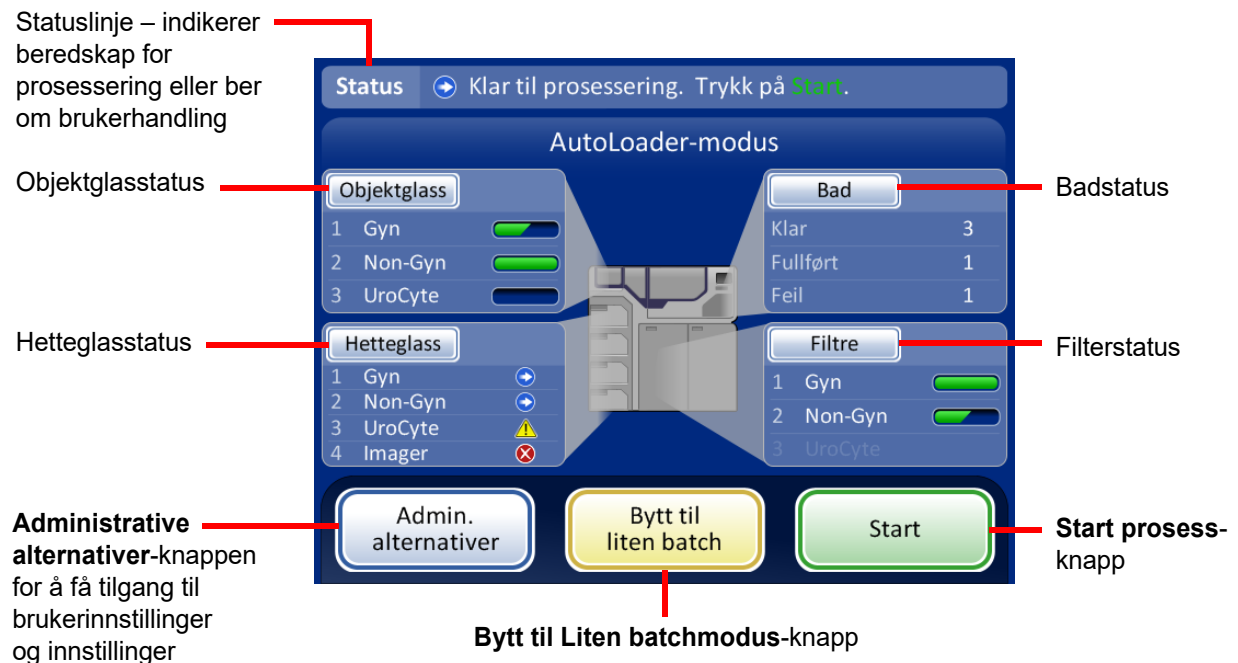 Statuslinje – indikerer
beredskap for
prosessering eller ber
om brukerhandling
Objektglasstatus
Hetteglasstatus
Administrative
alternativer-knappen
for å få tilgang til
brukerinnstillinger
og innstillinger
Status Klar til prosessering. Trykk på Start.
AutoLoader-modus
Objektglass
1 Gyn
2 Non-Gyn
3 UroCyte
Bad
Klar 3
Fullført 1
Feil 1
Hetteglass
1 Gyn
2 Non-Gyn
3 UroCyte
4 Imager
Filtre
1 Gyn
2 Non-Gyn
3 UroCyte
Admin.
alternativer
Bytt til
liten batch
Start
Badstatus
Filterstatus
Start prosess-
knapp
Bytt til Liten batchmodus-knapp